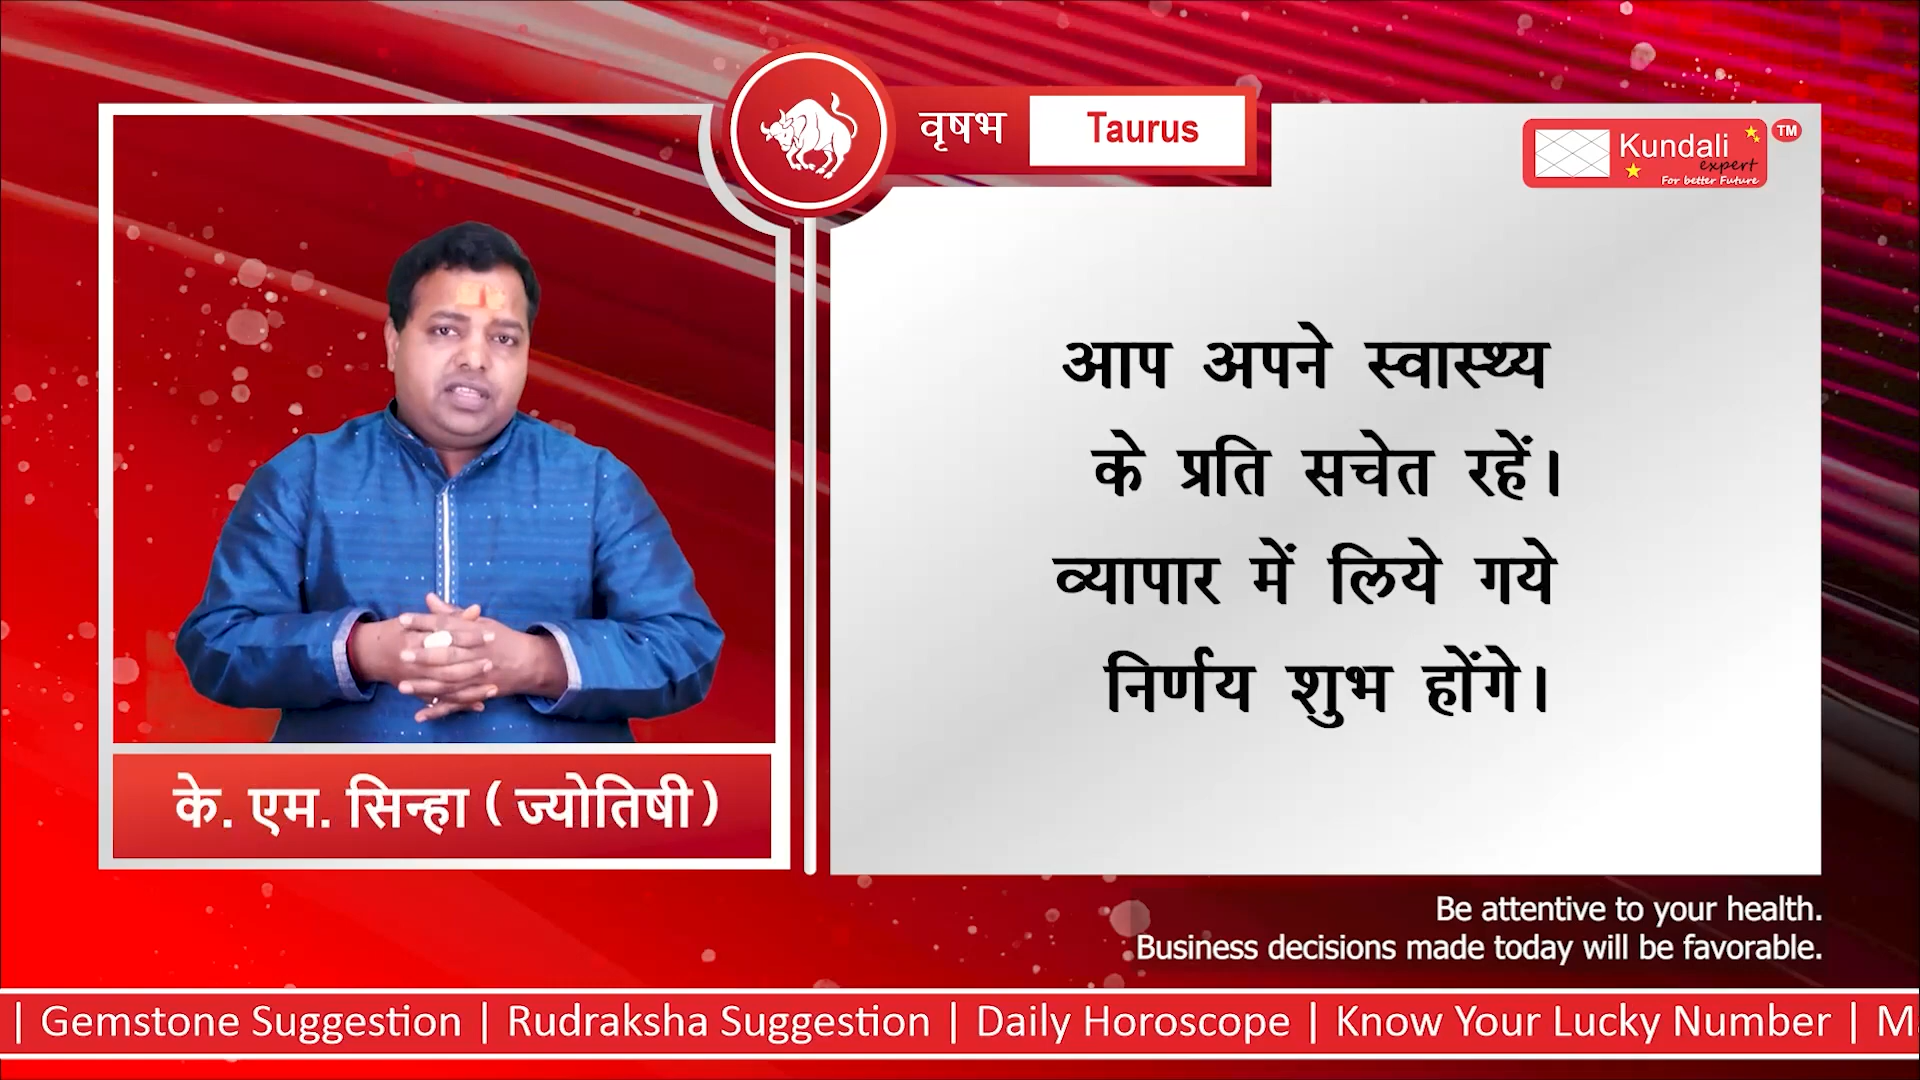 वृषभ Taurus
Kundali TM
expert
For better Future
आप अपने स्वास्थ्य
के प्रति सचेत रहें।
व्यापार में लिये गये
निर्णय शुभ होंगे।
के. एम. सिन्हा ( ज्योतिषी )
Be attentive to your health.
Business decisions made today will be favorable.
| Gemstone Suggestion | Rudraksha Suggestion | Daily Horoscope | Know Your Lucky Number |